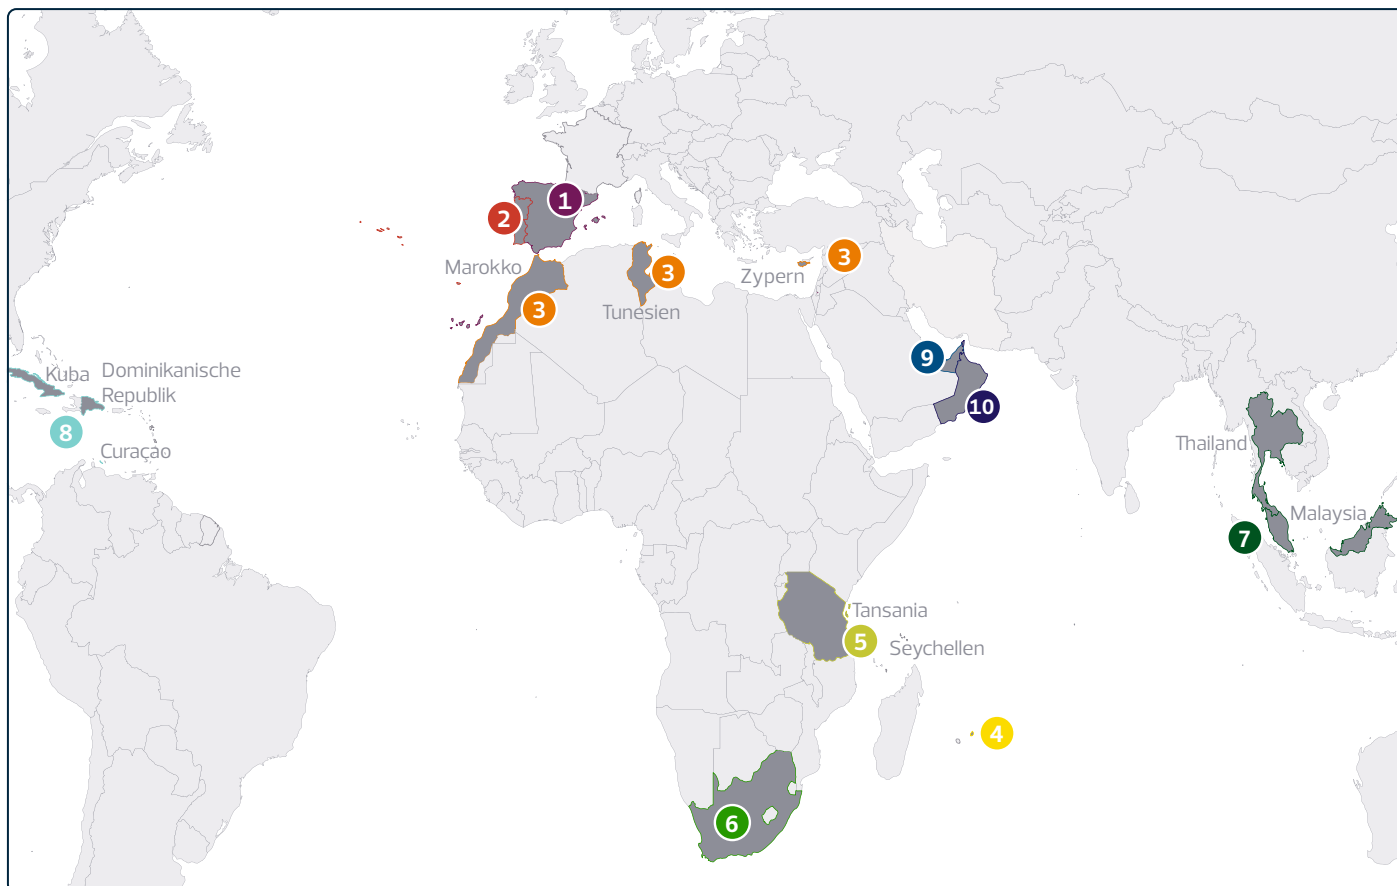 1
2
Marokko
3
Tunesien
3
Zypern
3
Kuba
Dominikanische
Republik
8
Curaçao
9
10
Thailand
Malaysia
7
Tansania
5
Seychellen
4
6